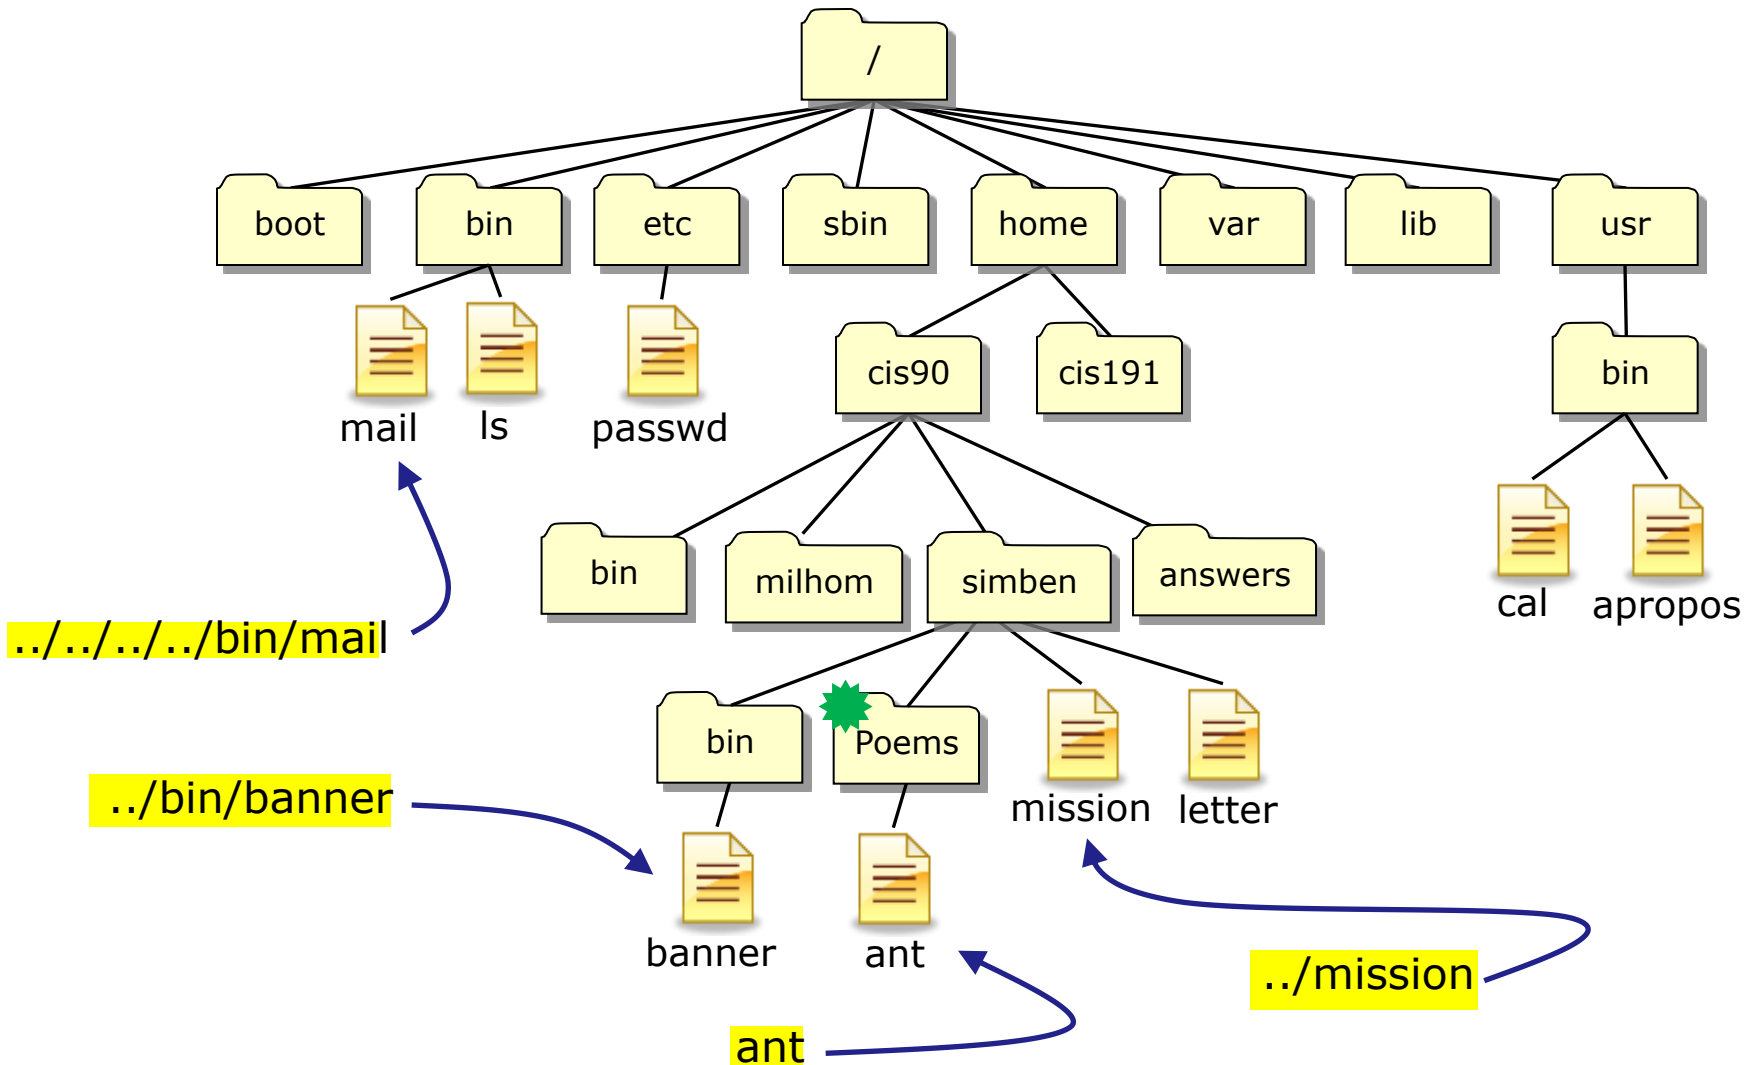 /
boot
bin
etc
sbin
home
var
lib
usr
mail
ls
passwd
cis90
cis191
bin
bin
milhom
simben
answers
cal
apropos
../../../../bin/mail
bin
Poems
mission
letter
../bin/banner
banner
ant
../mission
ant